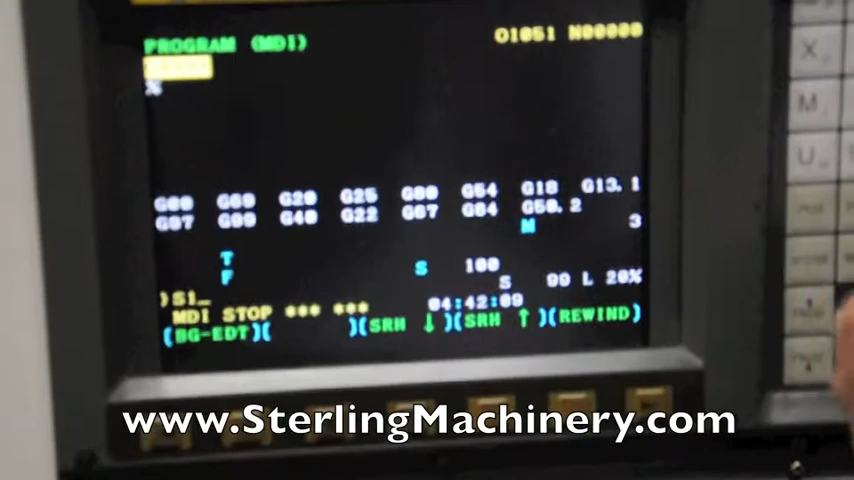 PROGRAM (MDI) O1051 N00000
%
G00 G69 G20 G25 G80 G54 G18 G13.1
G97 G99 G40 G22 G67 G64 G50.2
M 3
T
F S 100
S 90 L 20%
)S1_
MDI STOP *** *** 04:42:09
(BG-EDT)( )(SRH ↓)(SRH ↑)(REWIND)
www.SterlingMachinery.com
X
M
U